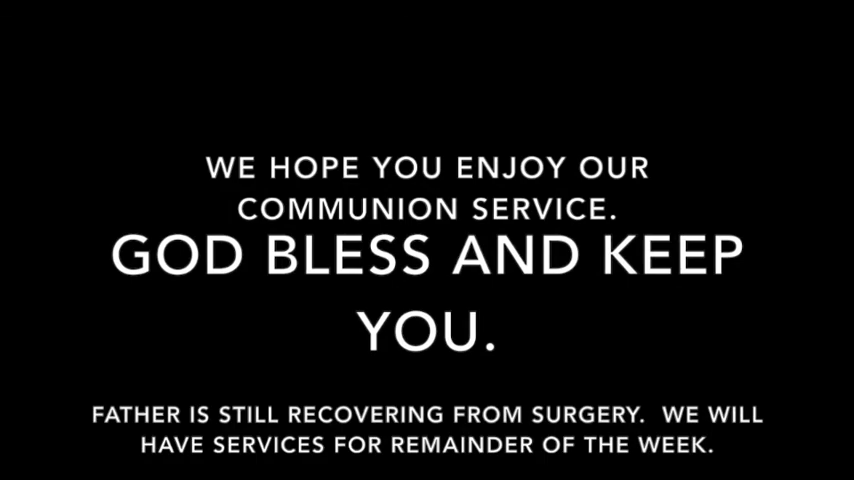 WE HOPE YOU ENJOY OUR
COMMUNION SERVICE.
GOD BLESS AND KEEP
YOU.
FATHER IS STILL RECOVERING FROM SURGERY. WE WILL
HAVE SERVICES FOR REMAINDER OF THE WEEK.